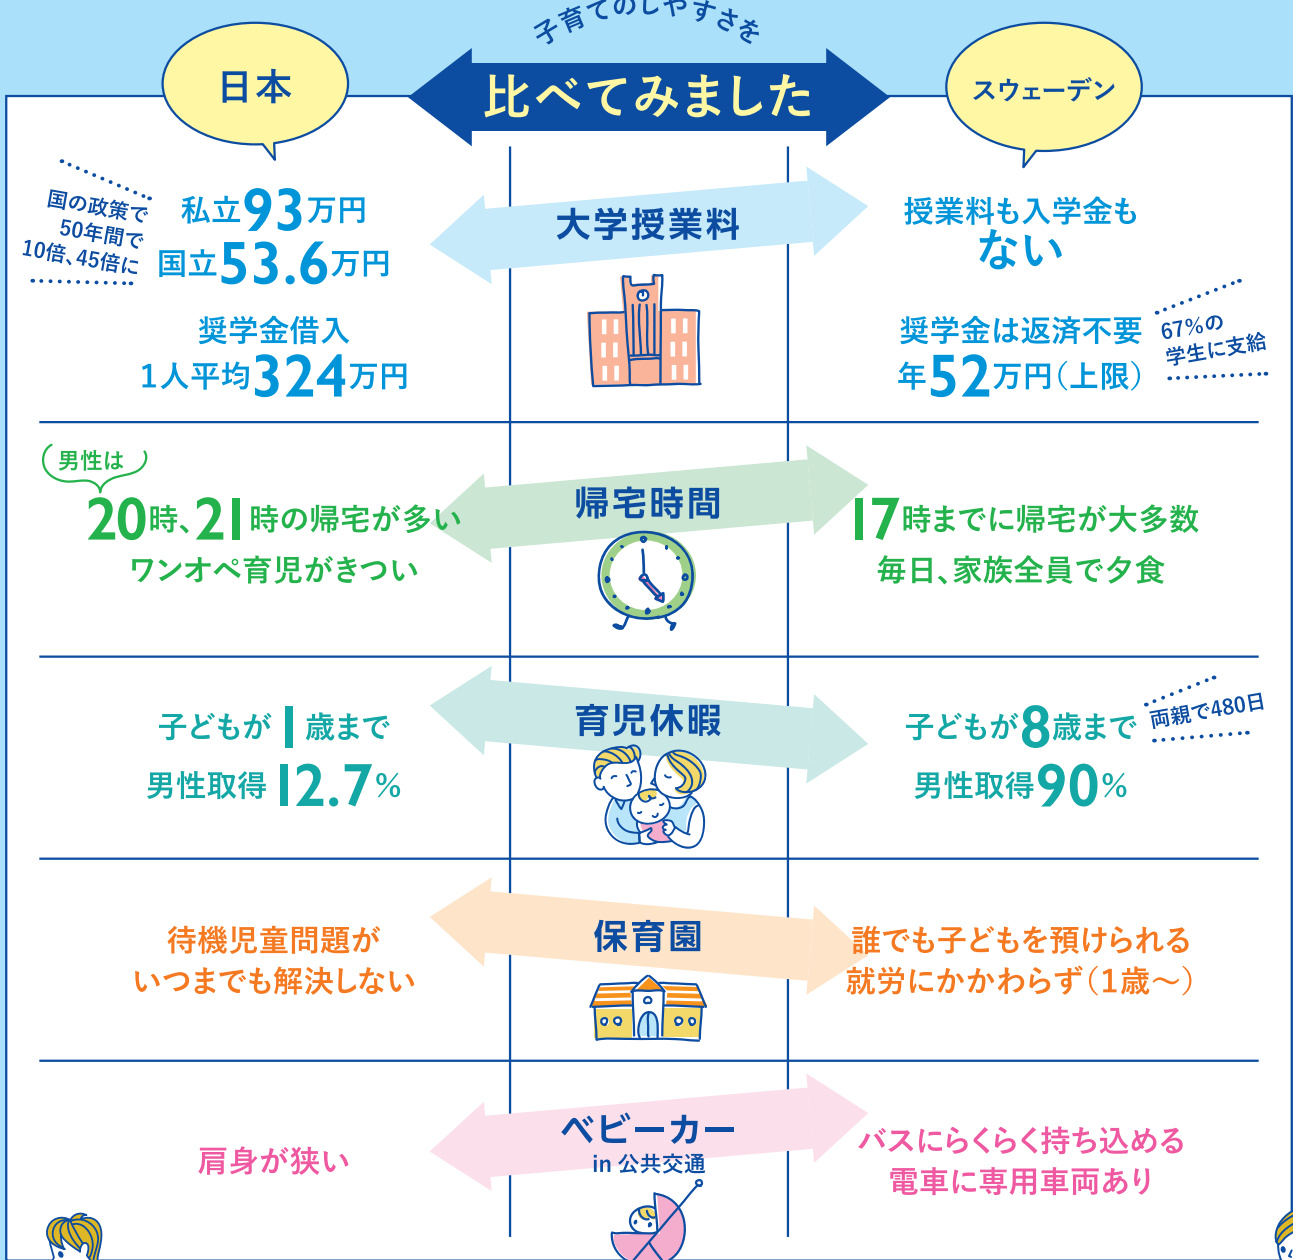 子育てのしやすさを
比べてみました
日本
スウェーデン
大学授業料
国の政策で
50年間で
10倍、45倍に
私立93万円
国立53.6万円
奨学金借入
1人平均324万円
授業料も入学金も
ない
奨学金は返済不要
年52万円(上限)
67%の
学生に支給
帰宅時間
男性は
20時、21時の帰宅が多い
ワンオペ育児がきつい
17時までに帰宅が大多数
毎日、家族全員で夕食
育児休暇
子どもが1歳まで
男性取得12.7%
子どもが8歳まで
男性取得90%
両親で480日
保育園
待機児童問題が
いつまでも解決しない
誰でも子どもを預けられる
就労にかかわらず(1歳〜)
ベビーカー
in 公共交通
肩身が狭い
バスにらくらく持ち込める
電車に専用車両あり